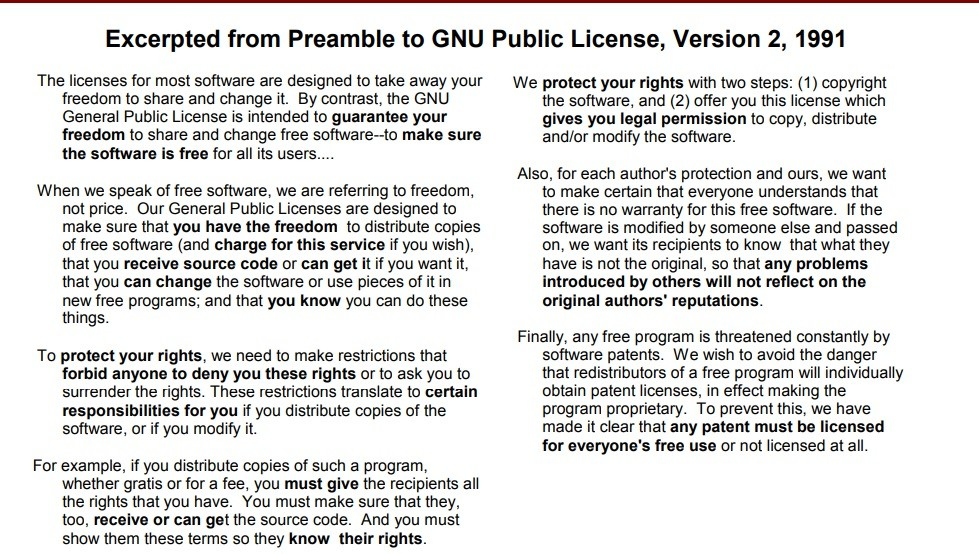 Excerpted from Preamble to GNU Public License, Version 2, 1991
The licenses for most software are designed to take away your
freedom to share and change it.  By contrast, the GNU
General Public License is intended to guarantee your
freedom to share and change free software--to make sure
the software is free for all its users....
When we speak of free software, we are referring to freedom,
not price.  Our General Public Licenses are designed to
make sure that you have the freedom  to distribute copies
of free software (and charge for this service if you wish),
that you receive source code or can get it if you want it,
that you can change the software or use pieces of it in
new free programs; and that you know you can do these
things.
To protect your rights, we need to make restrictions that
forbid anyone to deny you these rights or to ask you to
surrender the rights. These restrictions translate to certain
responsibilities for you if you distribute copies of the
software, or if you modify it.
For example, if you distribute copies of such a program,
whether gratis or for a fee, you must give the recipients all
the rights that you have.  You must make sure that they,
too, receive or can get the source code.  And you must
show them these terms so they know  their rights.
We protect your rights with two steps: (1) copyright
the software, and (2) offer you this license which
gives you legal permission to copy, distribute
and/or modify the software.
Also, for each author's protection and ours, we want
to make certain that everyone understands that
there is no warranty for this free software.  If the
software is modified by someone else and passed
on, we want its recipients to know  that what they
have is not the original, so that any problems
introduced by others will not reflect on the
original authors' reputations.
Finally, any free program is threatened constantly by
software patents.  We wish to avoid the danger
that redistributors of a free program will individually
obtain patent licenses, in effect making the
program proprietary.  To prevent this, we have
made it clear that any patent must be licensed
for everyone's free use or not licensed at all.